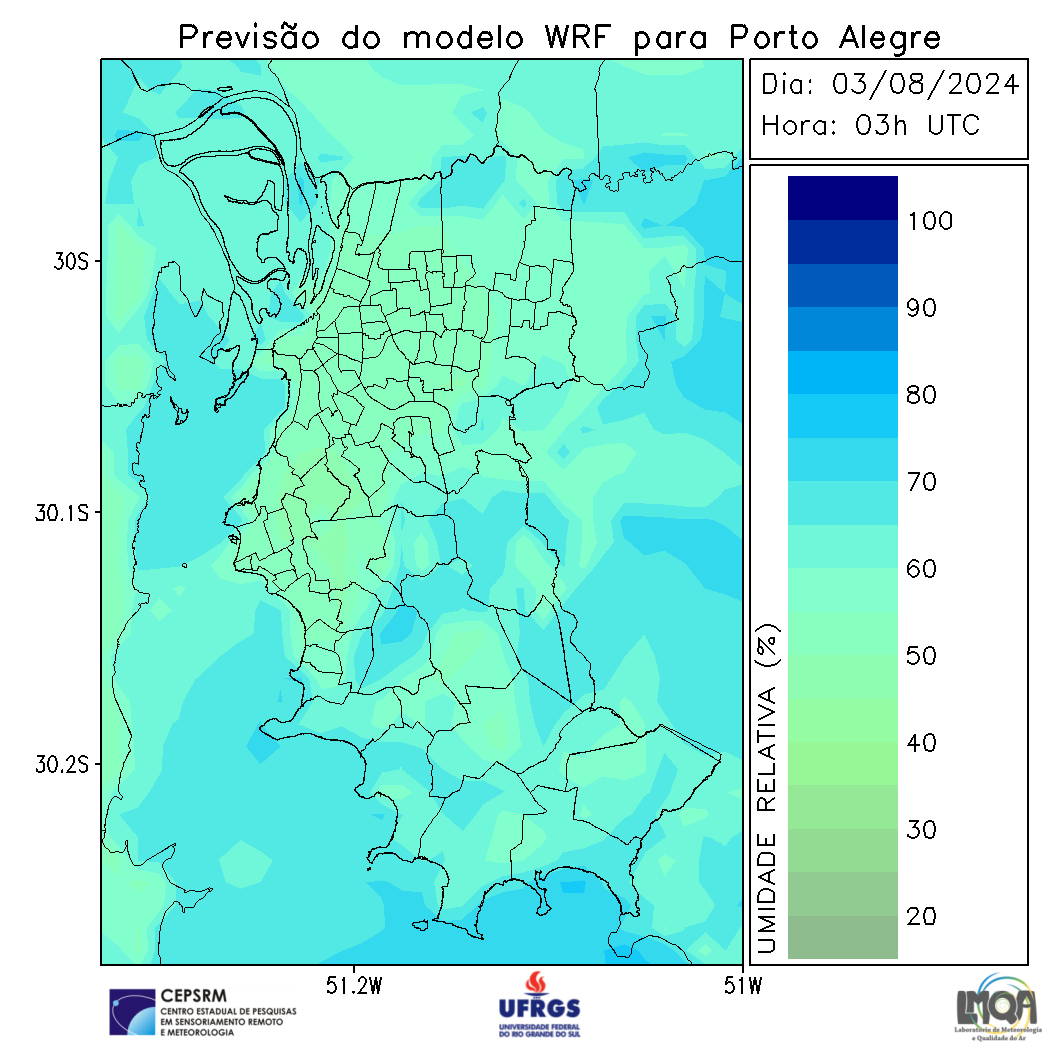 Previsão do modelo WRF para Porto Alegre
Dia: 03/08/2024
Hora: 03h UTC
100
90
80
70
60
50
40
30
20
UMIDADE RELATIVA (%)
30S
30.1S
30.2S
51.2W
51W
CEPSRM
CENTRO ESTADUAL DE PESQUISAS
EM SENSORIAMENTO REMOTO
E METEOROLOGIA
UFRGS
UNIVERSIDADE FEDERAL
DO RIO GRANDE DO SUL
LMQA
Laboratório de Meteorologia
e Qualidade do Ar